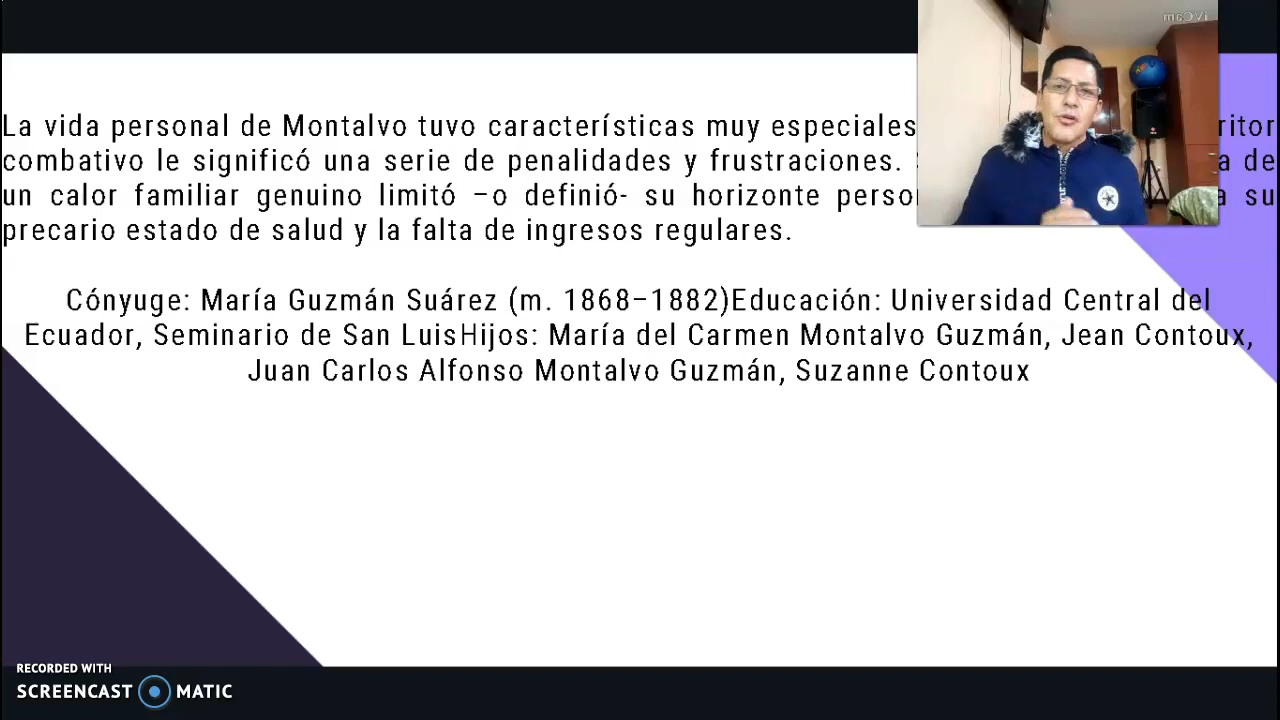 La vida personal de Montalvo tuvo características muy especiales ritor
combativo le significó una serie de penalidades y frustraciones. a de
un calor familiar genuino limitó –o definió- su horizonte perso a su
precario estado de salud y la falta de ingresos regulares.
Cónyuge: María Guzmán Suárez (m. 1868–1882)Educación: Universidad Central del
Ecuador, Seminario de San LuisHijos: María del Carmen Montalvo Guzmán, Jean Contoux,
Juan Carlos Alfonso Montalvo Guzmán, Suzanne Contoux
iVCam
RECORDED WITH
SCREENCAST MATIC